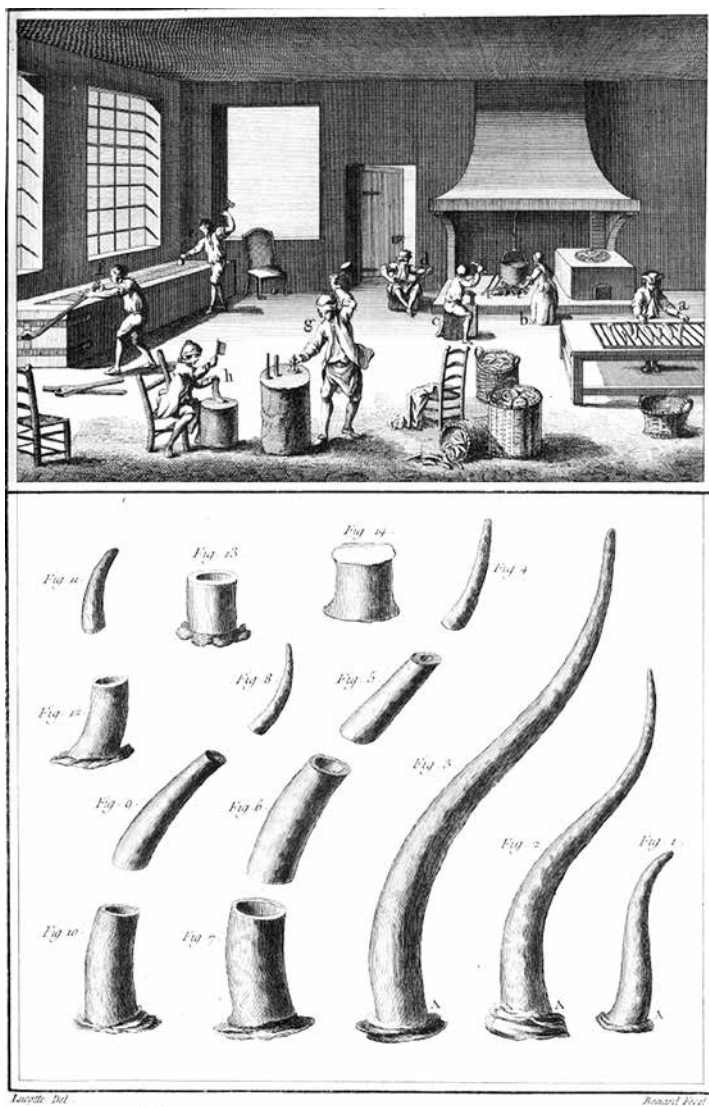 a
g
c
b
h
Fig. 11.
Fig. 13
Fig. 14.
Fig. 4
Fig. 12.
Fig. 8
Fig. 5
Fig. 3
Fig. 9
Fig. 6
Fig. 2
Fig. 1.
Fig. 10
Fig. 7
A
A
A
Lucotte Del.
Benard Fecit